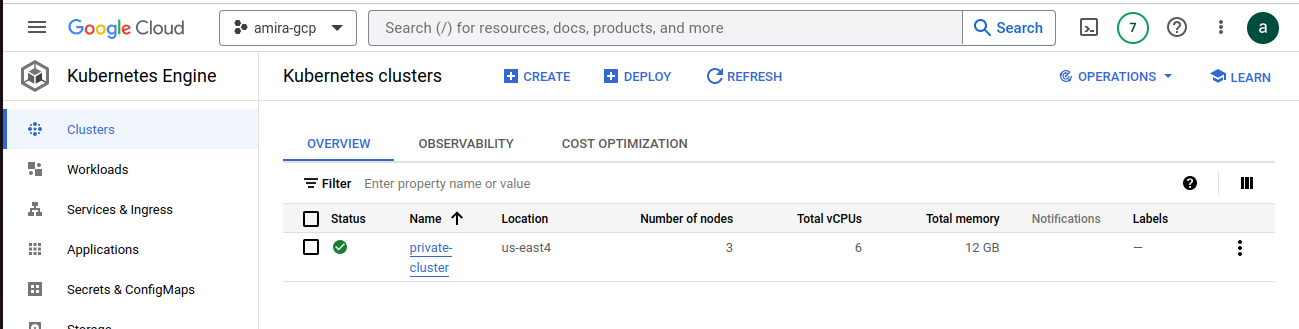 Google Cloud amira-gcp Search (/) for resources, docs, products, and more Search 7 a
Kubernetes Engine
Kubernetes clusters CREATE DEPLOY REFRESH OPERATIONS LEARN
Clusters
Workloads
Services & Ingress
Applications
Secrets & ConfigMaps
Storage
OVERVIEW OBSERVABILITY COST OPTIMIZATION
Filter Enter property name or value
Status Name Location Number of nodes Total vCPUs Total memory Notifications Labels
private- us-east4 3 6 12 GB —
cluster